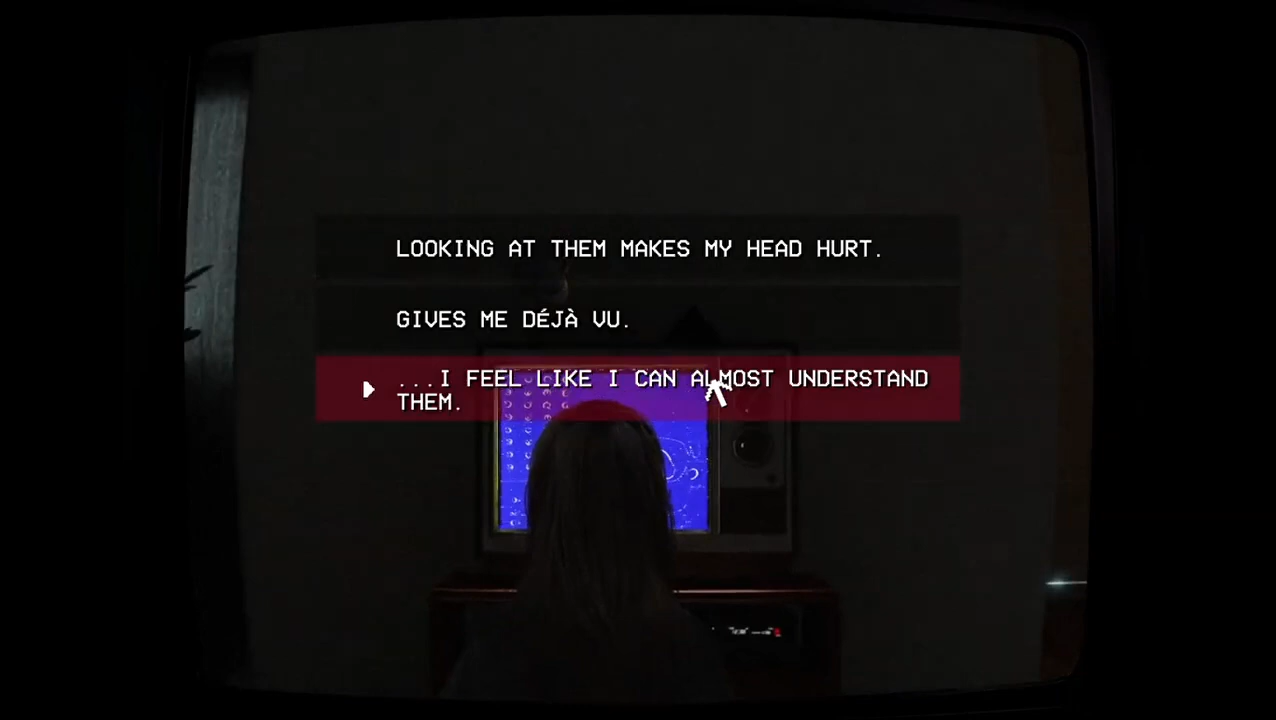 LOOKING AT THEM MAKES MY HEAD HURT.
GIVES ME DÉJÀ VU.
...I FEEL LIKE I CAN ALMOST UNDERSTAND
THEM.